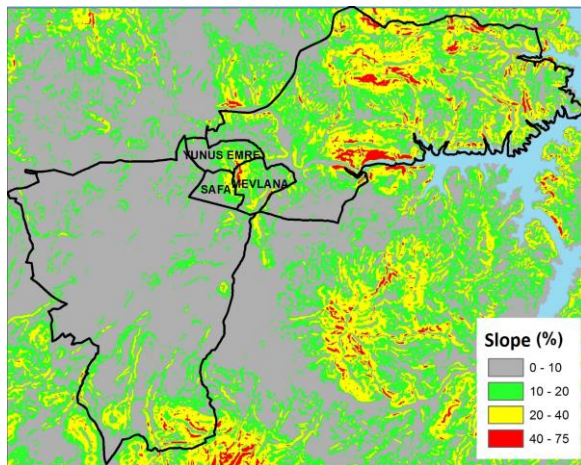 YUNUS EMRE
MEVLANA
SAFA
Slope (%)
0 - 10
10 - 20
20 - 40
40 - 75